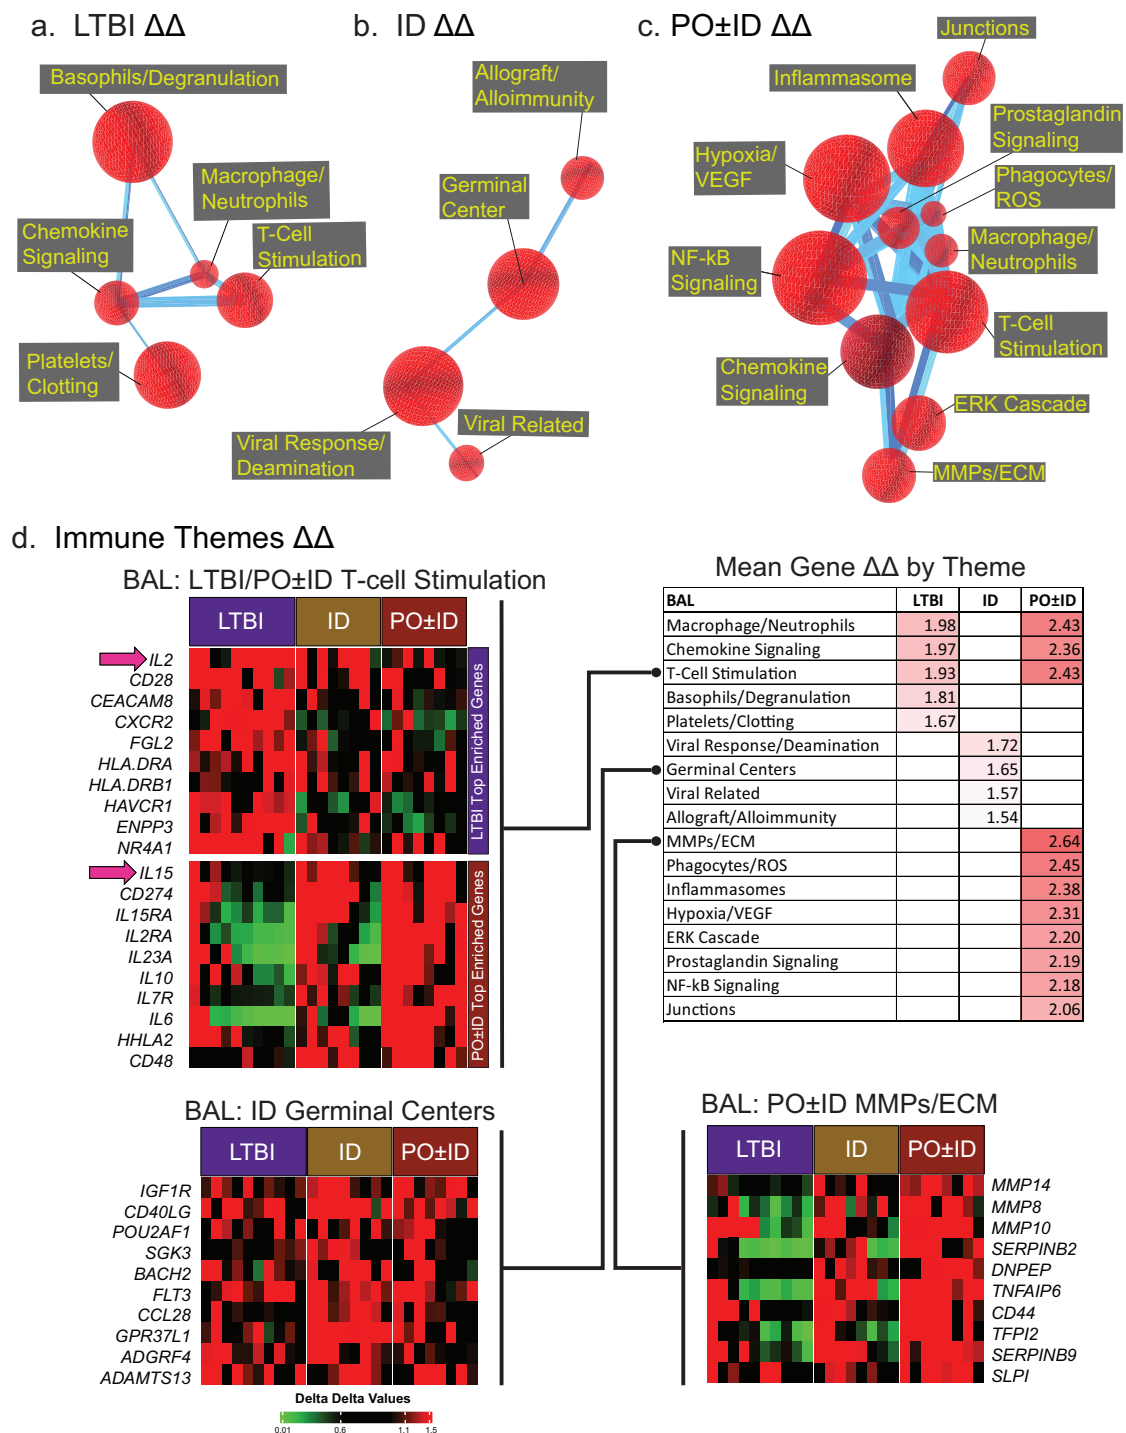 a. LTBI ΔΔ
Basophils/Degranulation
Macrophage/
Neutrophils
Chemokine
Signaling
T-Cell
Stimulation
Platelets/
Clotting
b. ID ΔΔ
Allograft/
Alloimmunity
Germinal
Center
Viral Response/
Deamination
Viral Related
c. PO±ID ΔΔ
Junctions
Inflammasome
Prostaglandin
Signaling
Hypoxia/
VEGF
Phagocytes/
ROS
Macrophage/
Neutrophils
NF-kB
Signaling
T-Cell
Stimulation
Chemokine
Signaling
ERK Cascade
MMPs/ECM
d. Immune Themes ΔΔ
BAL: LTBI/PO±ID T-cell Stimulation
LTBI ID PO±ID
IL2
CD28
CEACAM8
CXCR2
FGL2
HLA.DRA
HLA.DRB1
HAVCR1
ENPP3
NR4A1
LTBI Top Enriched Genes
IL15
CD274
IL15RA
IL2RA
IL23A
IL10
IL7R
IL6
HHLA2
CD48
PO±ID Top Enriched Genes
Mean Gene ΔΔ by Theme
BAL LTBI ID PO±ID
Macrophage/Neutrophils 1.98 2.43
Chemokine Signaling 1.97 2.36
T-Cell Stimulation 1.93 2.43
Basophils/Degranulation 1.81
Platelets/Clotting 1.67
Viral Response/Deamination 1.72
Germinal Centers 1.65
Viral Related 1.57
Allograft/Alloimmunity 1.54
MMPs/ECM 2.64
Phagocytes/ROS 2.45
Inflammasomes 2.38
Hypoxia/VEGF 2.31
ERK Cascade 2.20
Prostaglandin Signaling 2.19
NF-kB Signaling 2.18
Junctions 2.06
BAL: ID Germinal Centers
LTBI ID PO±ID
IGF1R
CD40LG
POU2AF1
SGK3
BACH2
FLT3
CCL28
GPR37L1
ADGRF4
ADAMTS13
Delta Delta Values
0.01 0.6 1.1 1.5
BAL: PO±ID MMPs/ECM
LTBI ID PO±ID
MMP14
MMP8
MMP10
SERPINB2
DNPEP
TNFAIP6
CD44
TFPI2
SERPINB9
SLPI